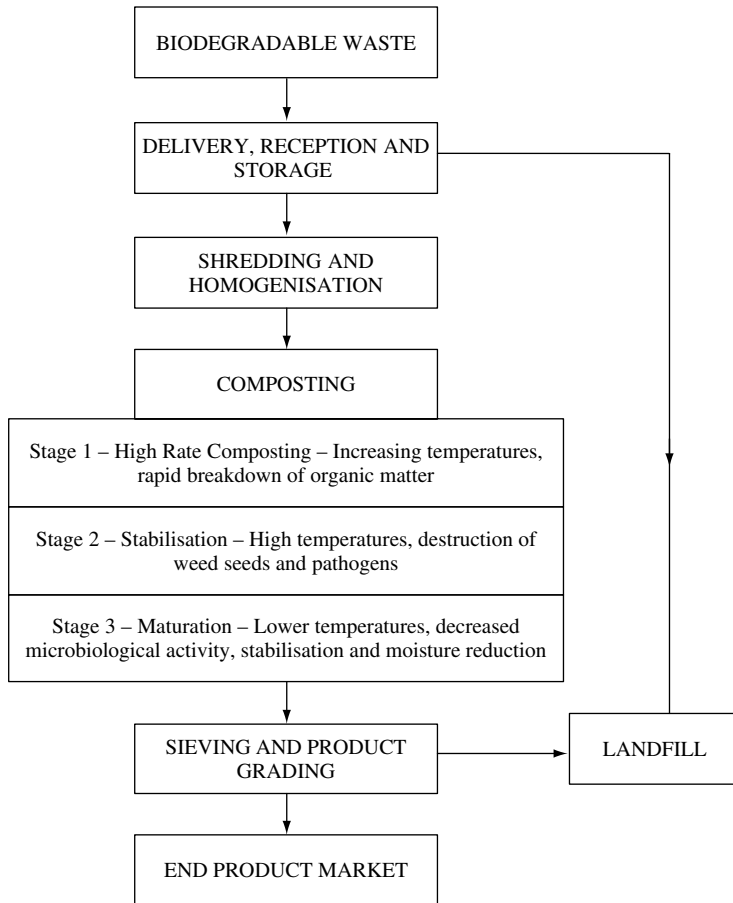 BIODEGRADABLE WASTE
DELIVERY, RECEPTION AND
STORAGE
SHREDDING AND
HOMOGENISATION
COMPOSTING
Stage 1 – High Rate Composting – Increasing temperatures,
rapid breakdown of organic matter
Stage 2 – Stabilisation – High temperatures, destruction of
weed seeds and pathogens
Stage 3 – Maturation – Lower temperatures, decreased
microbiological activity, stabilisation and moisture reduction
SIEVING AND PRODUCT
GRADING
LANDFILL
END PRODUCT MARKET